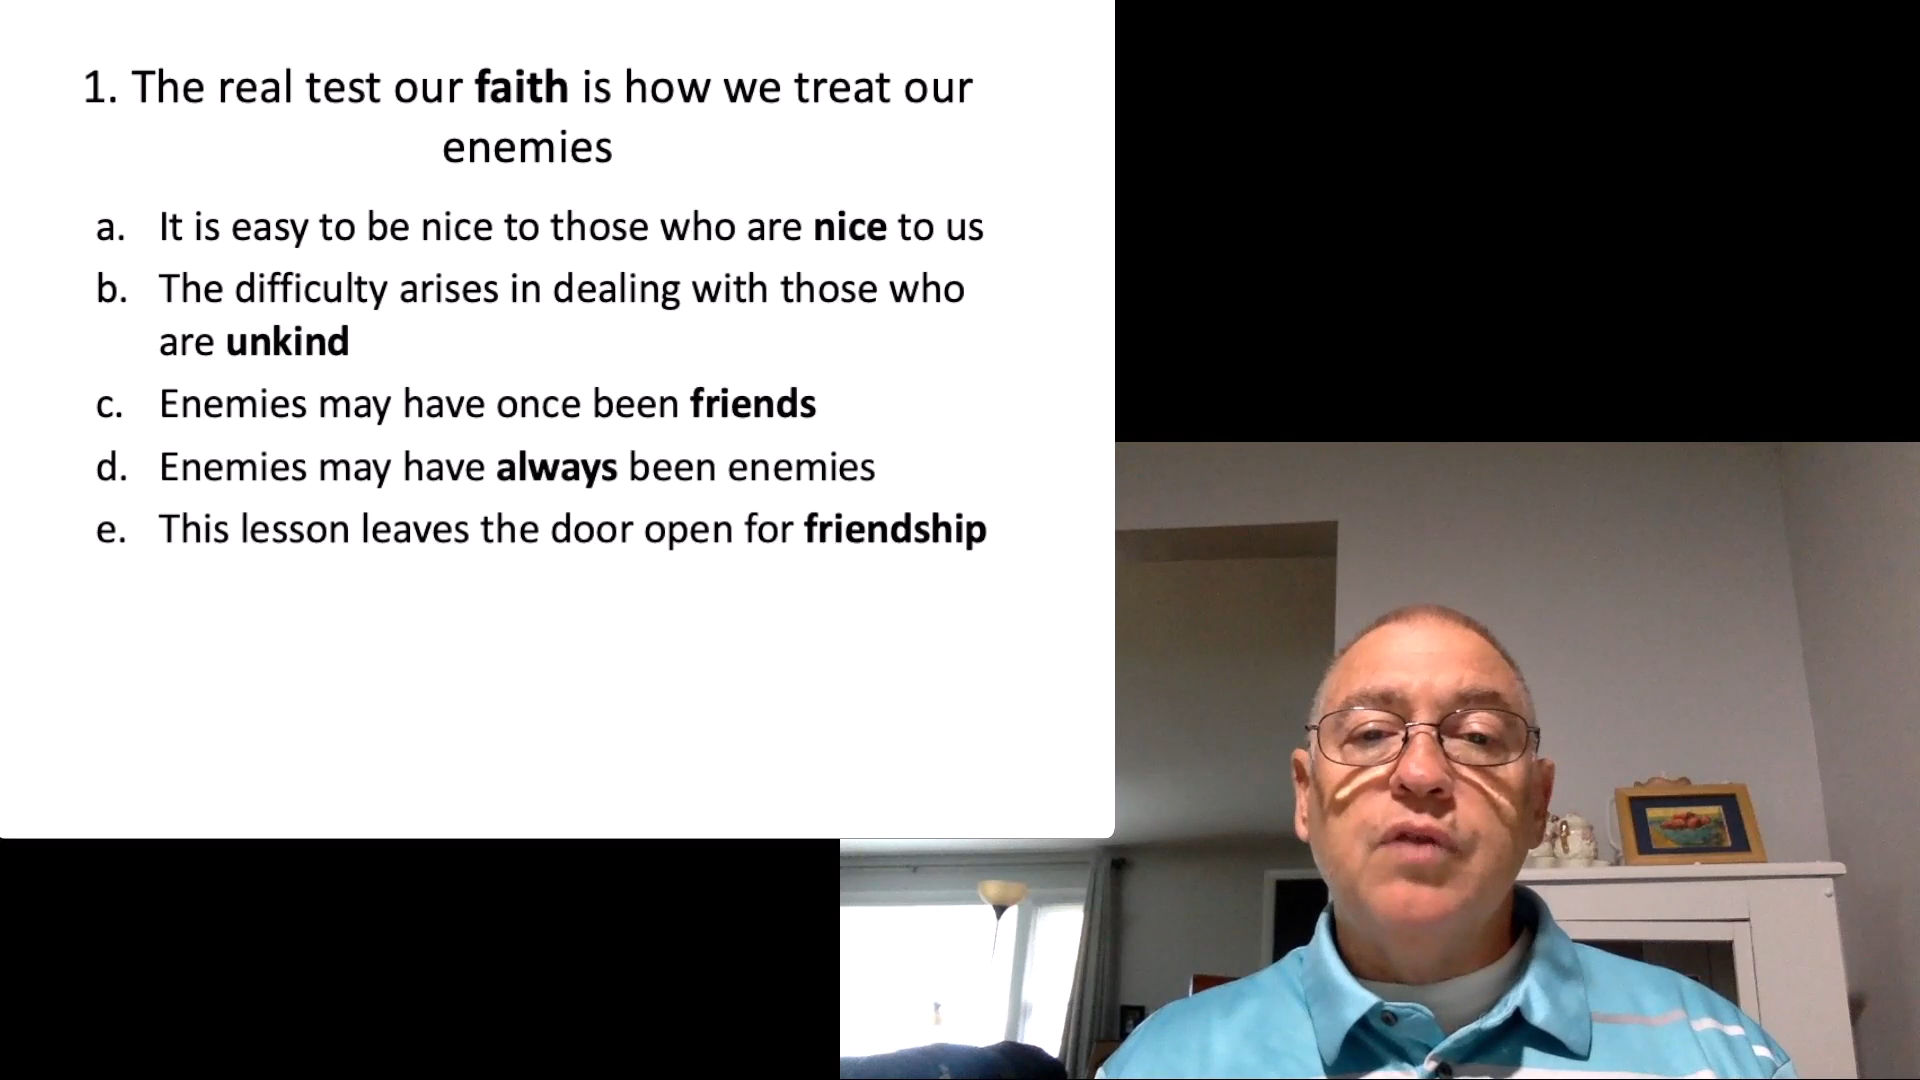 1. The real test our faith is how we treat our
enemies
a. It is easy to be nice to those who are nice to us
b. The difficulty arises in dealing with those who
are unkind
c. Enemies may have once been friends
d. Enemies may have always been enemies
e. This lesson leaves the door open for friendship